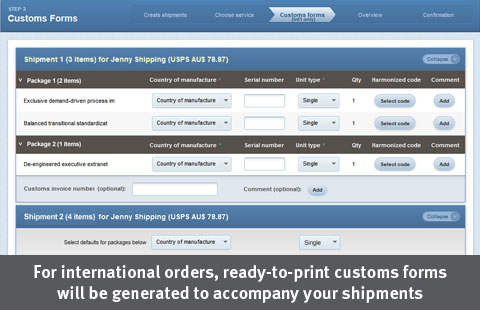 STEP 3
Customs Forms
Create shipments
Choose service
Customs forms
(Int'l only)
Overview
Confirmation
Shipment 1 (3 items) for Jenny Shipping (USPS AU$ 78.87)
Collapse
Package 1 (2 items) Country of manufacture * Serial number Unit type * Qty Harmonized code Comment
Exclusive demand-driven process im Country of manufacture Single 1 Select code Add
Balanced transitional standardizat Country of manufacture Single 1 Select code Add
Package 2 (1 items) Country of manufacture * Serial number Unit type * Qty Harmonized code Comment
De-engineered executive extranet Country of manufacture Single 1 Select code Add
Customs invoice number (optional): Comment (optional): Add
Shipment 2 (4 items) for Jenny Shipping (USPS AU$ 78.87)
Collapse
Select defaults for packages below Country of manufacture Single
For international orders, ready-to-print customs forms
will be generated to accompany your shipments